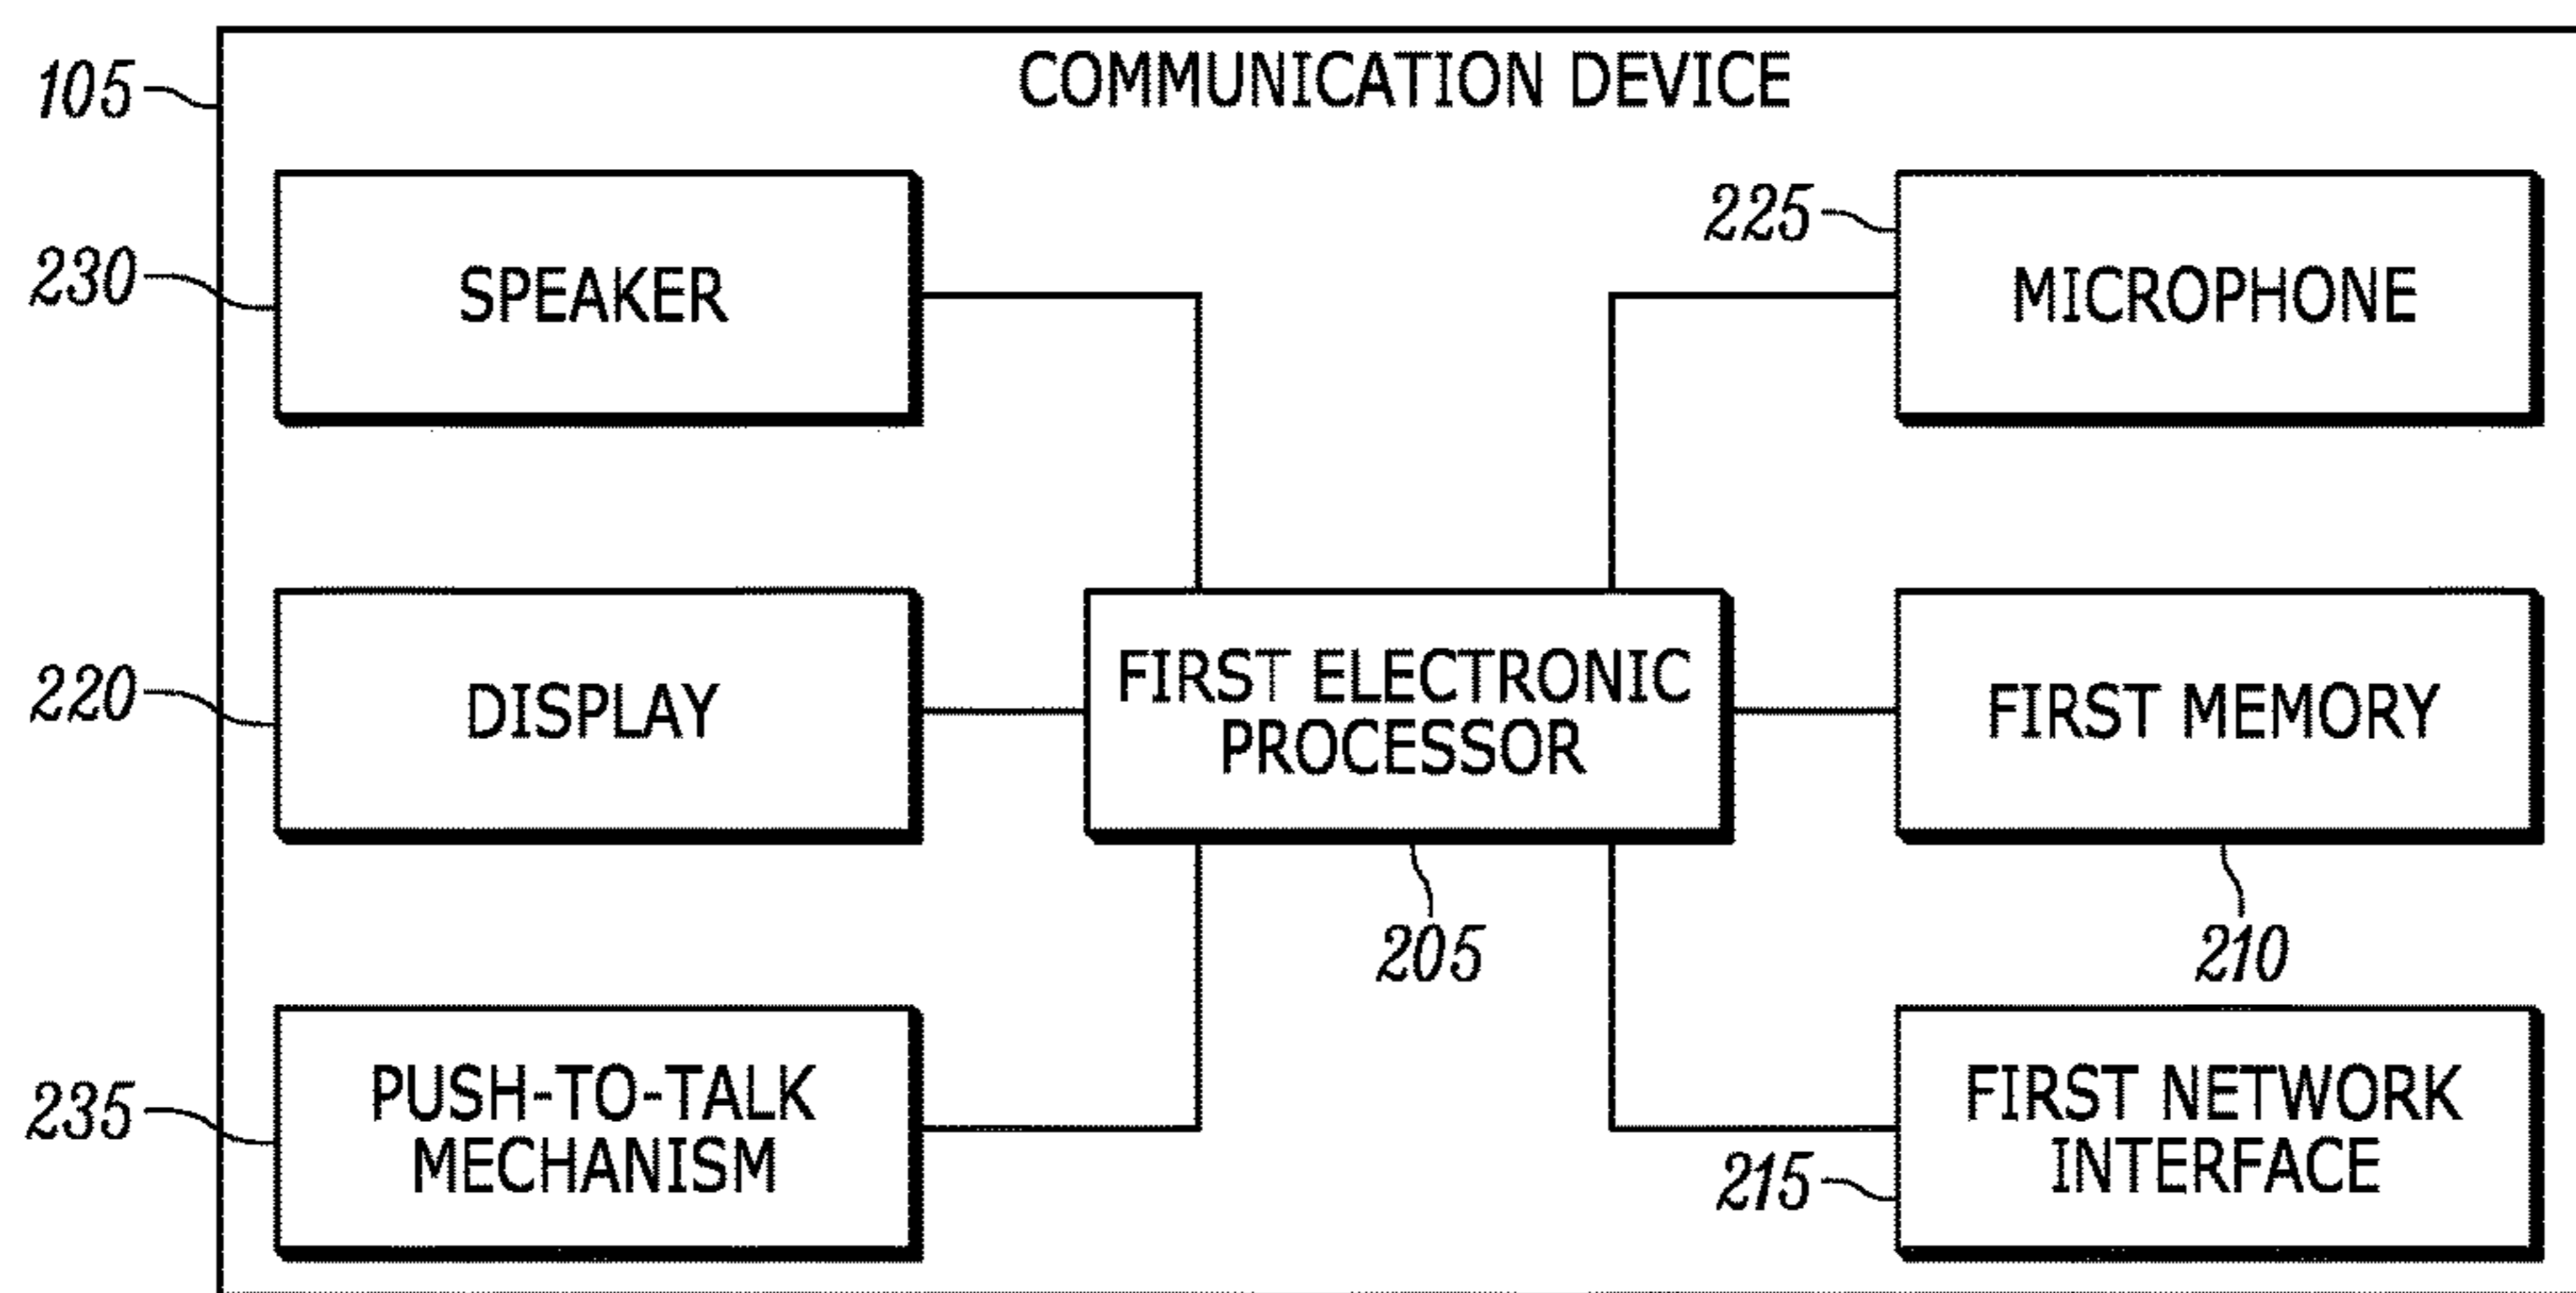 COMMUNICATION DEVICE
105
230
SPEAKER
225
MICROPHONE
220
DISPLAY
FIRST ELECTRONIC
PROCESSOR
205
FIRST MEMORY
210
235
PUSH-TO-TALK
MECHANISM
215
FIRST NETWORK
INTERFACE